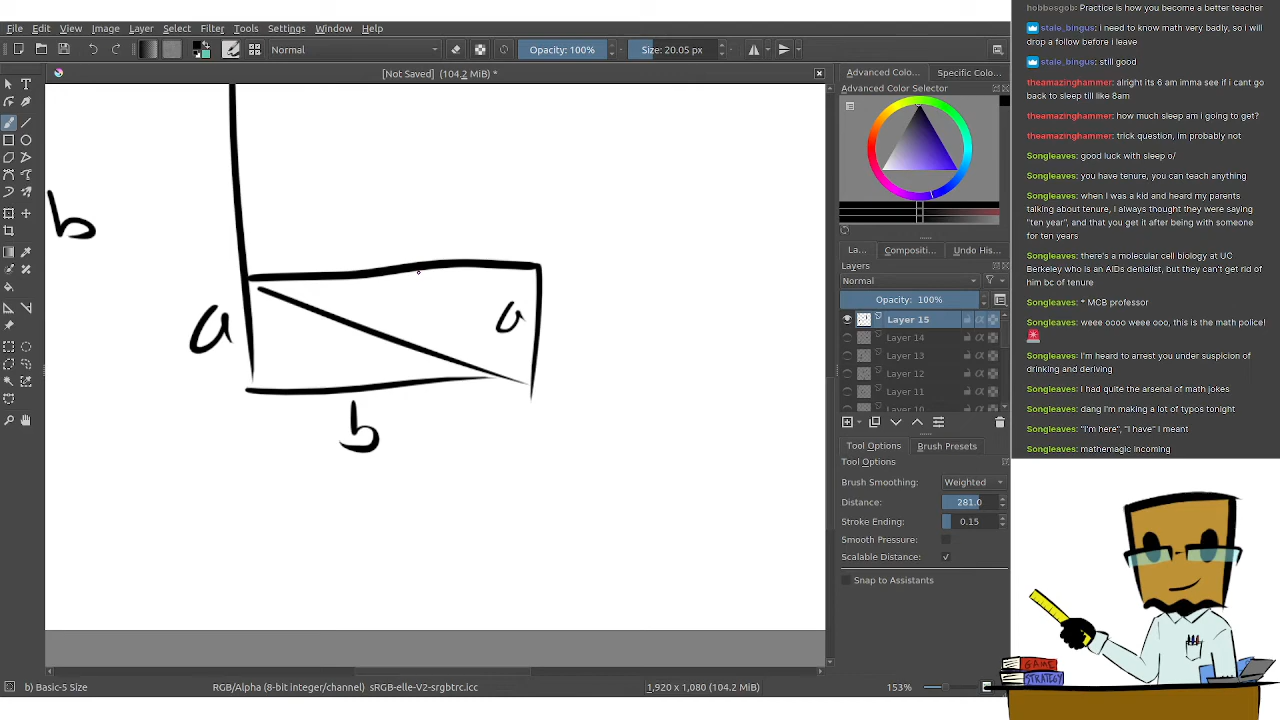 File Edit View Image Layer Select Filter Tools Settings Window Help
Normal
Opacity: 100%
Size: 20.05 px
[Not Saved] (104.2 MiB) *
b
a
a
b
Advanced Colo...
Specific Colo...
Advanced Color Selector
La...
Compositi...
Undo His...
Layers
Normal
Opacity: 100%
Layer 15
Layer 14
Layer 13
Layer 12
Layer 11
Layer 10
Tool Options
Brush Presets
Tool Options
Brush Smoothing: Weighted
Distance: 281.0
Stroke Ending: 0.15
Smooth Pressure:
Scalable Distance: ✓
Snap to Assistants
b) Basic-5 Size
RGB/Alpha (8-bit integer/channel) sRGB-elle-V2-srgbtrc.icc
1,920 x 1,080 (104.2 MiB)
153%
hobbesgob: Practice is how you become a better teacher
stale_bingus: i need to know math very badly, so i will
drop a follow before i leave
stale_bingus: still good
theamazinghammer: alright its 6 am imma see if i cant go
back to sleep till like 8am
theamazinghammer: how much sleep am i going to get?
theamazinghammer: trick question, im probably not
Songleaves: good luck with sleep o/
Songleaves: you have tenure, you can teach anything
Songleaves: when I was a kid and heard my parents
talking about tenure, I always thought they were saying
"ten year", and that you get it after being with someone
for ten years
Songleaves: there's a molecular cell biology at UC
Berkeley who is an AIDs denialist, but they can't get rid of
him bc of tenure
Songleaves: * MCB professor
Songleaves: weee oooo weee ooo, this is the math police!
Songleaves: I'm heard to arrest you under suspicion of
drinking and deriving
Songleaves: I had quite the arsenal of math jokes
Songleaves: dang I'm making a lot of typos tonight
Songleaves: "I'm here", "I have" I meant
Songleaves: mathemagic incoming
GAME
STRATEGY